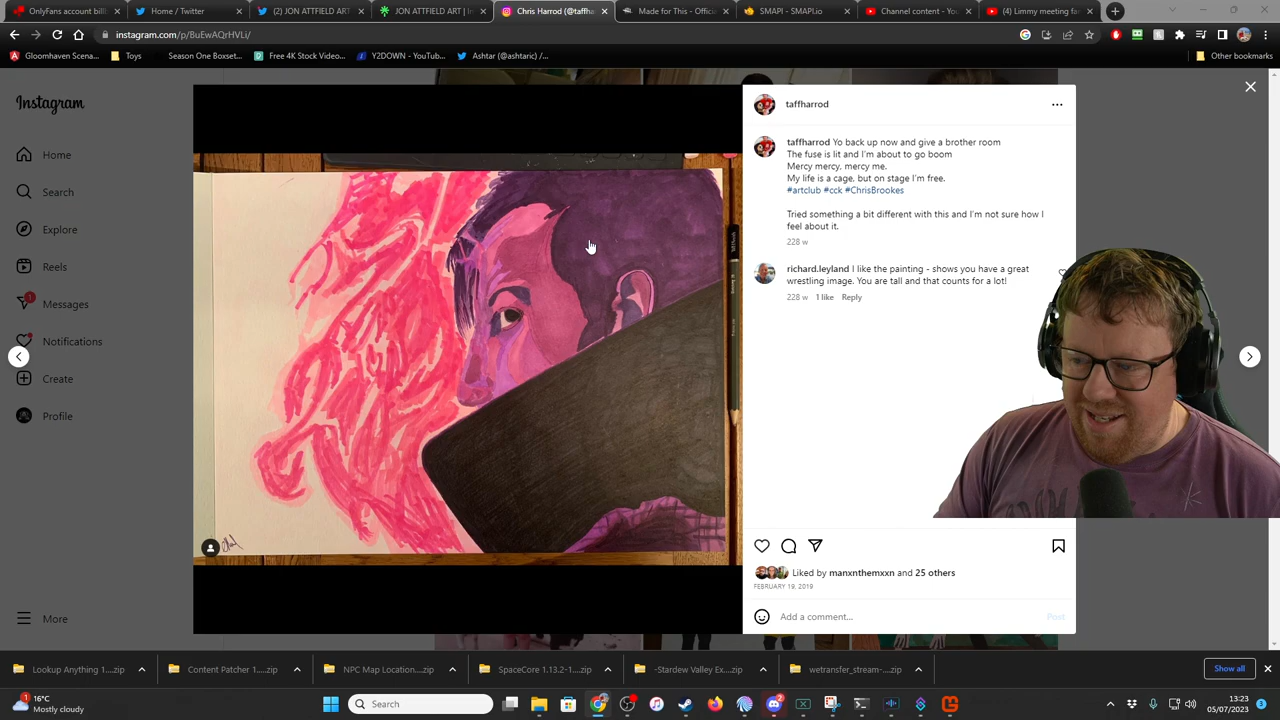 OnlyFans account b
Home / Twitter
(2) JON ATTFIELD ART
JON ATTFIELD ART | In
Chris Harrod (@taffha
Made for This - Officia
SMAPI - SMAPI.io
Channel content - You
(4) Limmy meeting fa
instagram.com/p/BuEwAQrHVLi/
Gloomhaven Scena...
Toys
Season One Boxset...
Free 4K Stock Video...
Y2DOWN - YouTube...
Ashtar (@ashtaric) /...
Other bookmarks
Instagram
Home
Search
Explore
Reels
1
Messages
Notifications
Create
Profile
More
taffharrod
taffharrod Yo back up now and give a brother room
The fuse is lit and I'm about to go boom
Mercy mercy, mercy me.
My life is a cage, but on stage I'm free.
#artclub #cck #ChrisBrookes
Tried something a bit different with this and I'm not sure how I
feel about it.
228 w
richard.leyland I like the painting - shows you have a great
wrestling image. You are tall and that counts for a lot!
228 w 1 like Reply
Liked by manxnthemxxn and 25 others
FEBRUARY 19, 2019
Add a comment...
Post
Lookup Anything 1....zip
Content Patcher 1....zip
NPC Map Location....zip
SpaceCore 1.13.2-1....zip
-Stardew Valley Ex....zip
wetransfer_stream-....zip
Show all
1
16°C
Mostly cloudy
Search
2
13:23
05/07/2023
3